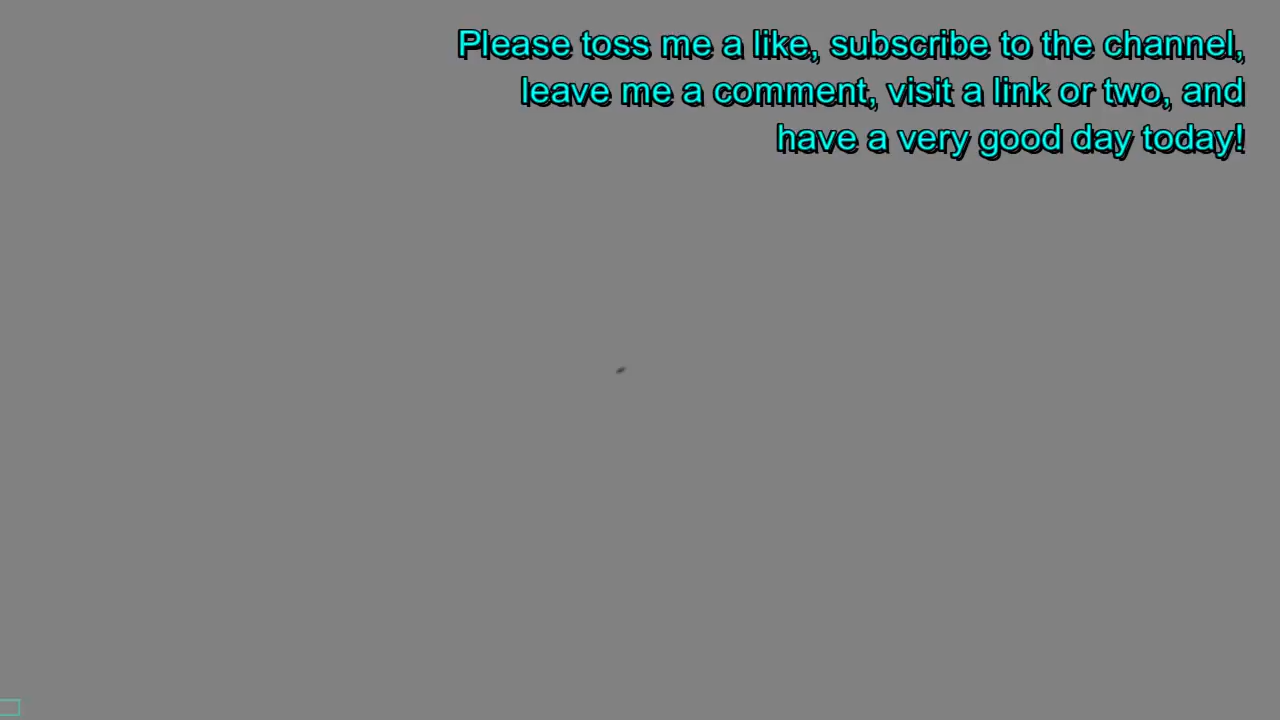 Please toss me a like, subscribe to the channel,
leave me a comment, visit a link or two, and
have a very good day today!